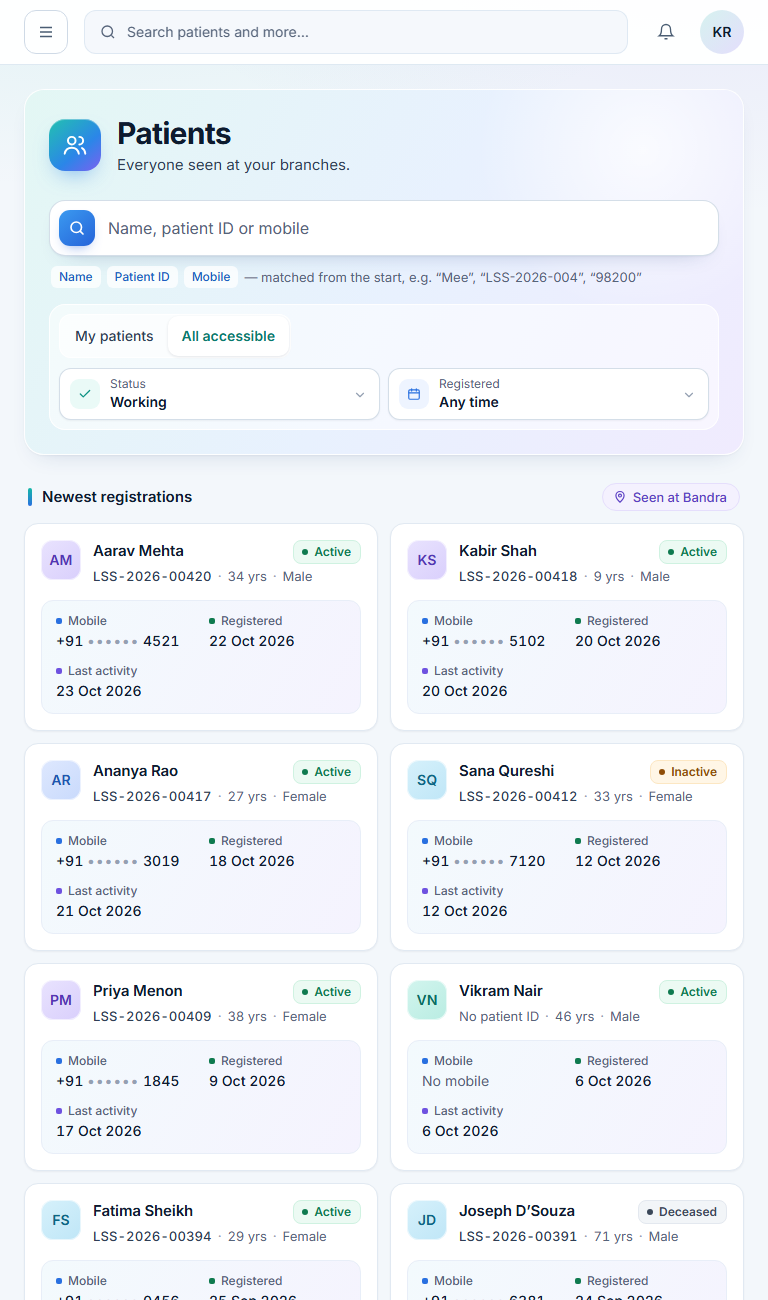 Search patients and more...
KR
Patients
Everyone seen at your branches.
Name, patient ID or mobile
Name Patient ID Mobile — matched from the start, e.g. “Mee”, “LSS-2026-004”, “98200”
My patients All accessible
Status
Working
Registered
Any time
Newest registrations
Seen at Bandra
AM
Aarav Mehta
Active
LSS-2026-00420 · 34 yrs · Male
Mobile
+91 •••••• 4521
Registered
22 Oct 2026
Last activity
23 Oct 2026
KS
Kabir Shah
Active
LSS-2026-00418 · 9 yrs · Male
Mobile
+91 •••••• 5102
Registered
20 Oct 2026
Last activity
20 Oct 2026
AR
Ananya Rao
Active
LSS-2026-00417 · 27 yrs · Female
Mobile
+91 •••••• 3019
Registered
18 Oct 2026
Last activity
21 Oct 2026
SQ
Sana Qureshi
Inactive
LSS-2026-00412 · 33 yrs · Female
Mobile
+91 •••••• 7120
Registered
12 Oct 2026
Last activity
12 Oct 2026
PM
Priya Menon
Active
LSS-2026-00409 · 38 yrs · Female
Mobile
+91 •••••• 1845
Registered
9 Oct 2026
Last activity
17 Oct 2026
VN
Vikram Nair
Active
No patient ID · 46 yrs · Male
Mobile
No mobile
Registered
6 Oct 2026
Last activity
6 Oct 2026
FS
Fatima Sheikh
Active
LSS-2026-00394 · 29 yrs · Female
Mobile
Registered
JD
Joseph D’Souza
Deceased
LSS-2026-00391 · 71 yrs · Male
Mobile
Registered